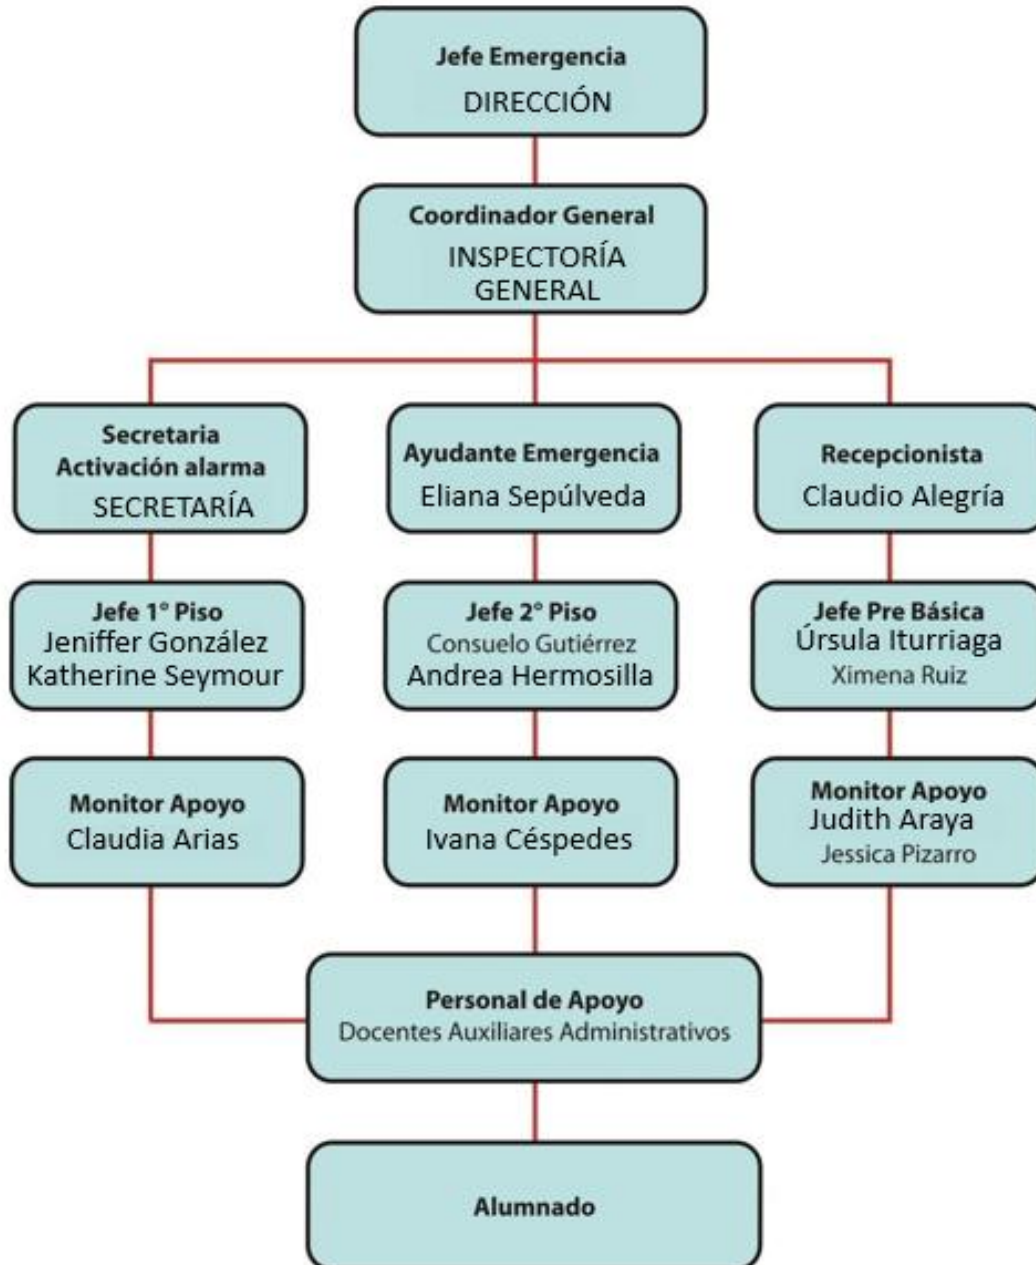 Jefe Emergencia
DIRECCIÓN
Coordinador General
INSPECTORÍA
GENERAL
Secretaria
Activación alarma
SECRETARÍA
Ayudante Emergencia
Eliana Sepúlveda
Recepcionista
Claudio Alegría
Jefe 1° Piso
Jeniffer González
Katherine Seymour
Jefe 2° Piso
Consuelo Gutiérrez
Andrea Hermosilla
Jefe Pre Básica
Úrsula Iturriaga
Ximena Ruiz
Monitor Apoyo
Claudia Arias
Monitor Apoyo
Ivana Céspedes
Monitor Apoyo
Judith Araya
Jessica Pizarro
Personal de Apoyo
Docentes Auxiliares Administrativos
Alumnado